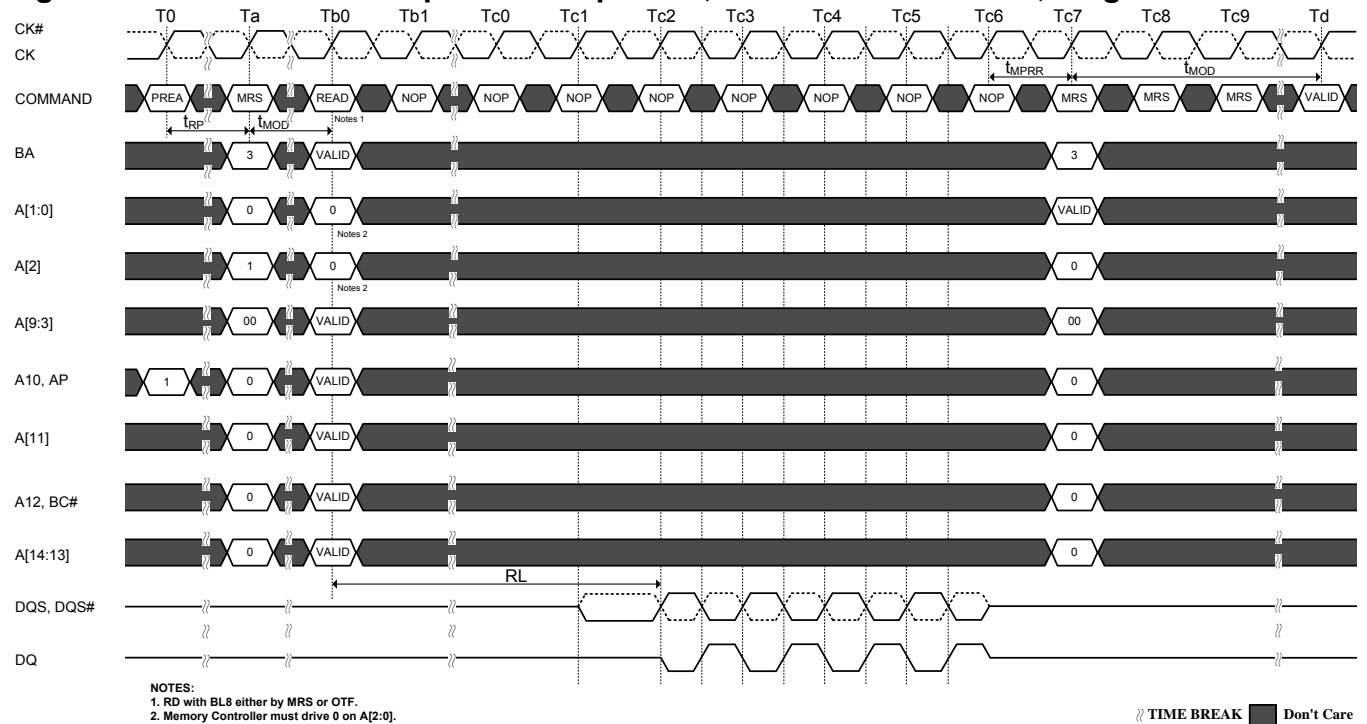 T0 Ta Tb0 Tb1 Tc0 Tc1 Tc2 Tc3 Tc4 Tc5 Tc6 Tc7 Tc8 Tc9 Td
CK#
CK
tMPRR tMOD
COMMAND PREA MRS READ NOP NOP NOP NOP NOP NOP NOP NOP MRS MRS MRS VALID
tRP tMOD Notes 1
BA 3 VALID 3
A[1:0] 0 0 VALID
Notes 2
A[2] 1 0 0
Notes 2
A[9:3] 00 VALID 00
A10, AP 1 0 VALID 0
A[11] 0 VALID 0
A12, BC# 0 VALID 0
A[14:13] 0 VALID 0
RL
DQS, DQS#
DQ
NOTES:
1. RD with BL8 either by MRS or OTF.
2. Memory Controller must drive 0 on A[2:0].
TIME BREAK Don't Care